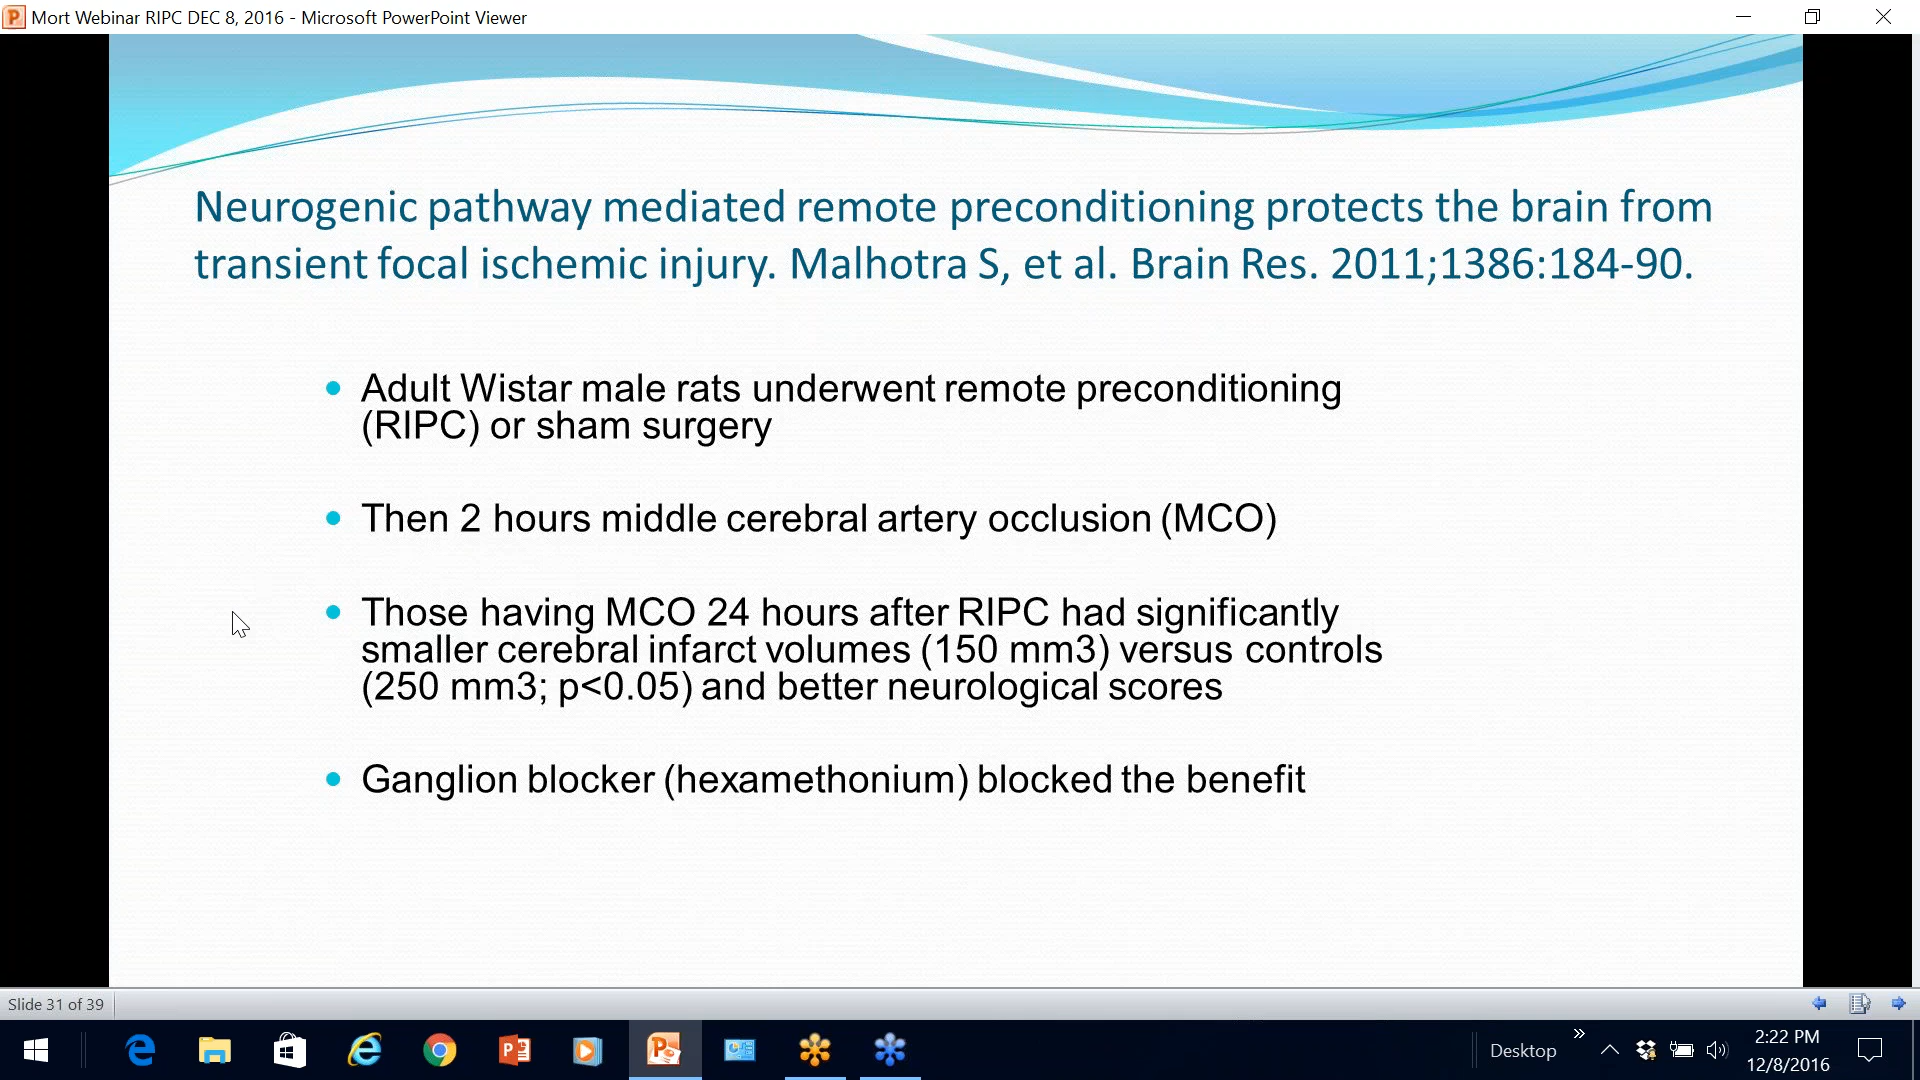 Mort Webinar RIPC DEC 8, 2016 - Microsoft PowerPoint Viewer
Neurogenic pathway mediated remote preconditioning protects the brain from
transient focal ischemic injury. Malhotra S, et al. Brain Res. 2011;1386:184-90.
Adult Wistar male rats underwent remote preconditioning
(RIPC) or sham surgery
Then 2 hours middle cerebral artery occlusion (MCO)
Those having MCO 24 hours after RIPC had significantly
smaller cerebral infarct volumes (150 mm3) versus controls
(250 mm3; p<0.05) and better neurological scores
Ganglion blocker (hexamethonium) blocked the benefit
Slide 31 of 39
Desktop
2:22 PM
12/8/2016